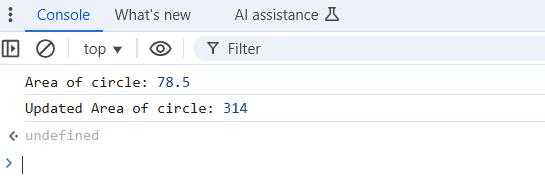 Console What's new AI assistance
top Filter
Area of circle: 78.5
Updated Area of circle: 314
undefined